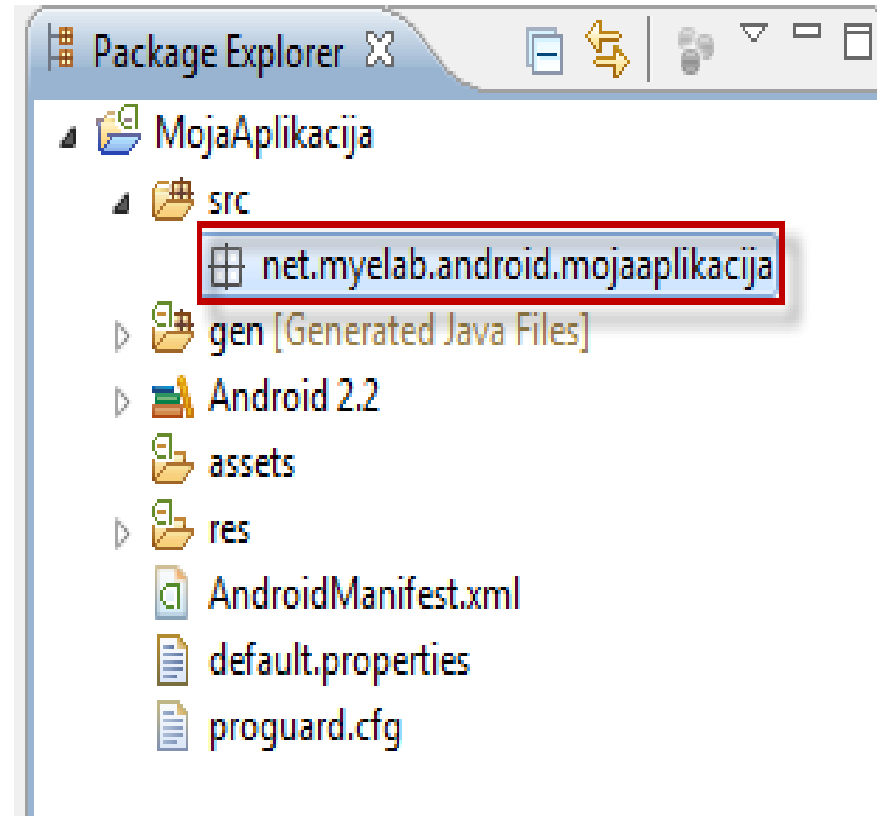 Package Explorer
MojaAplikacija
src
net.myelab.android.mojaaplikacija
gen [Generated Java Files]
Android 2.2
assets
res
AndroidManifest.xml
default.properties
proguard.cfg